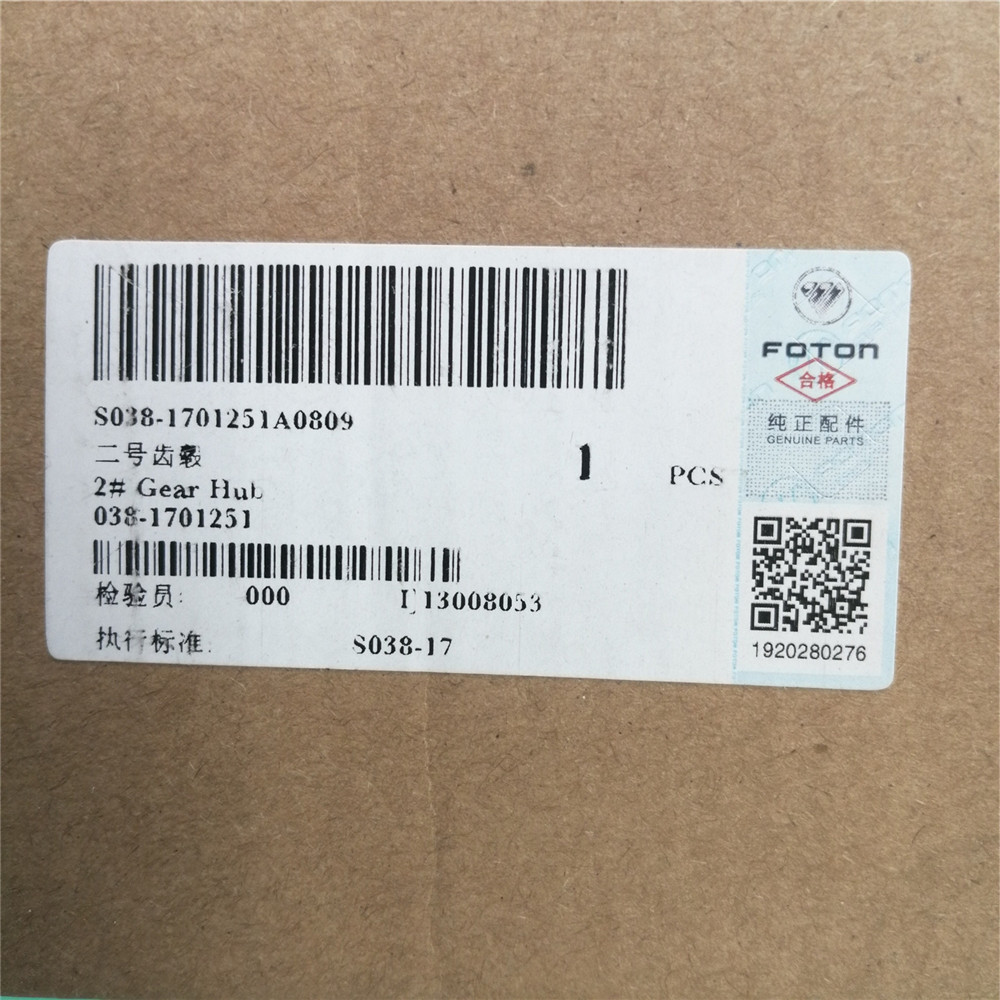 S038-1701251A0809
二号齿毂
2# Gear Hub
038-1701251
1 PCS
检验员: 000 D13008053
执行标准: S038-17
FOTON
合格
纯正配件
GENUINE PARTS
1920280276